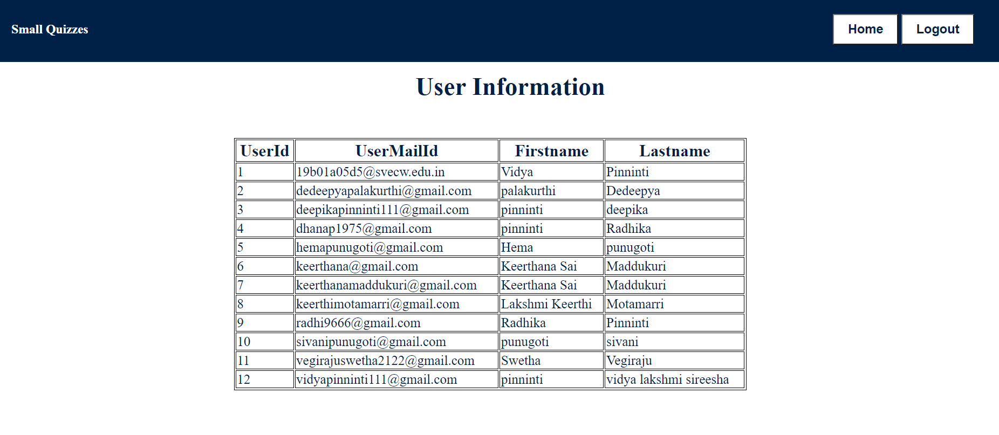 Small Quizzes Home Logout
User Information
UserId UserMailId Firstname Lastname
1 19b01a05d5@svecw.edu.in Vidya Pinninti
2 dedeepyapalakurthi@gmail.com palakurthi Dedeepya
3 deepikapinninti111@gmail.com pinninti deepika
4 dhanap1975@gmail.com pinninti Radhika
5 hemapunugoti@gmail.com Hema punugoti
6 keerthana@gmail.com Keerthana Sai Maddukuri
7 keerthanamaddukuri@gmail.com Keerthana Sai Maddukuri
8 keerthimotamarri@gmail.com Lakshmi Keerthi Motamarri
9 radhi9666@gmail.com Radhika Pinninti
10 sivanipunugoti@gmail.com punugoti sivani
11 vegirajuswetha2122@gmail.com Swetha Vegiraju
12 vidyapinninti111@gmail.com pinninti vidya lakshmi sireesha